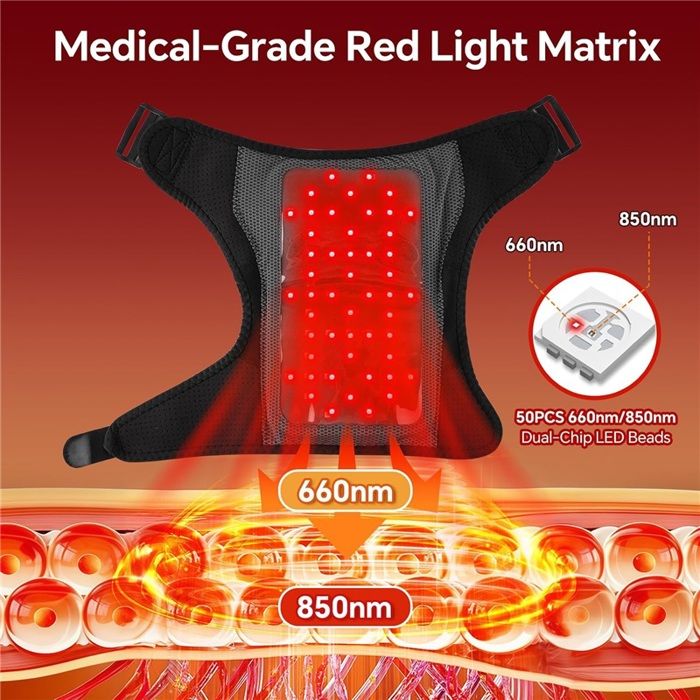 Medical-Grade Red Light Matrix
850nm
660nm
50PCS 660nm/850nm
Dual-Chip LED Beads
660nm
850nm